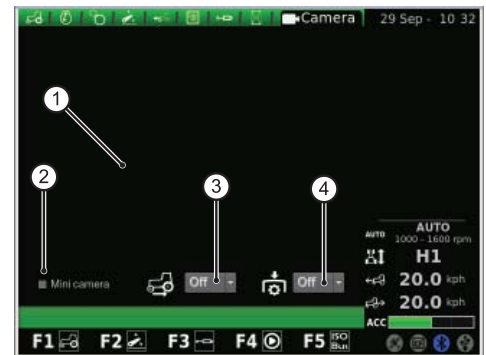 Camera 29 Sep - 10 32
1
2
3
4
Mini camera
Off
Off
AUTO AUTO
1000 - 1600 rpm
H1
20.0 kph
20.0 kph
ACC
F1 F2 F3 F4 F5 ISO
Bus